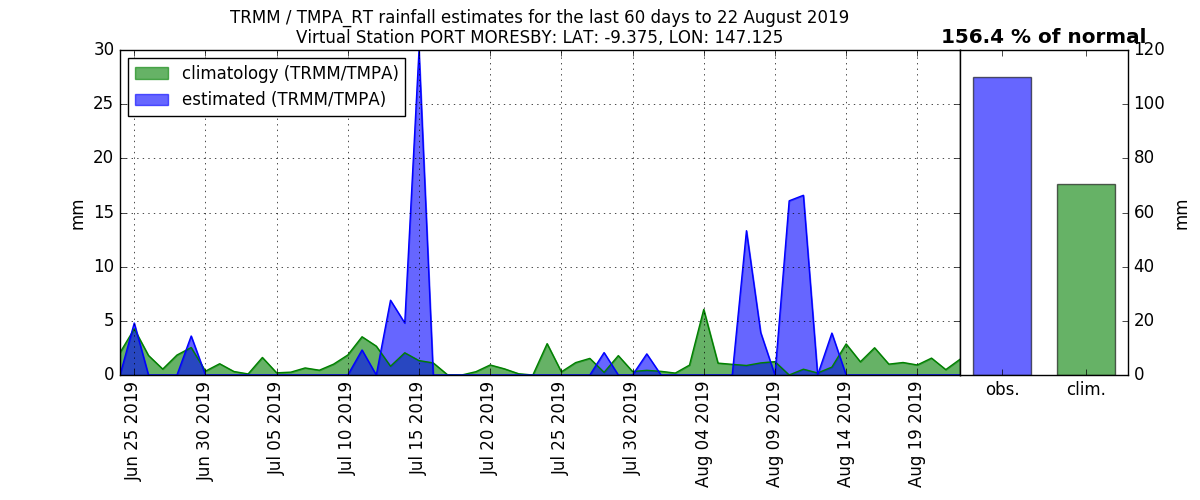 TRMM / TMPA_RT rainfall estimates for the last 60 days to 22 August 2019
Virtual Station PORT MORESBY: LAT: -9.375, LON: 147.125
156.4 % of normal
climatology (TRMM/TMPA)
estimated (TRMM/TMPA)
30
25
20
15
10
5
0
mm
Jun 25 2019
Jun 30 2019
Jul 05 2019
Jul 10 2019
Jul 15 2019
Jul 20 2019
Jul 25 2019
Jul 30 2019
Aug 04 2019
Aug 09 2019
Aug 14 2019
Aug 19 2019
obs.
clim.
120
100
80
60
40
20
0
mm